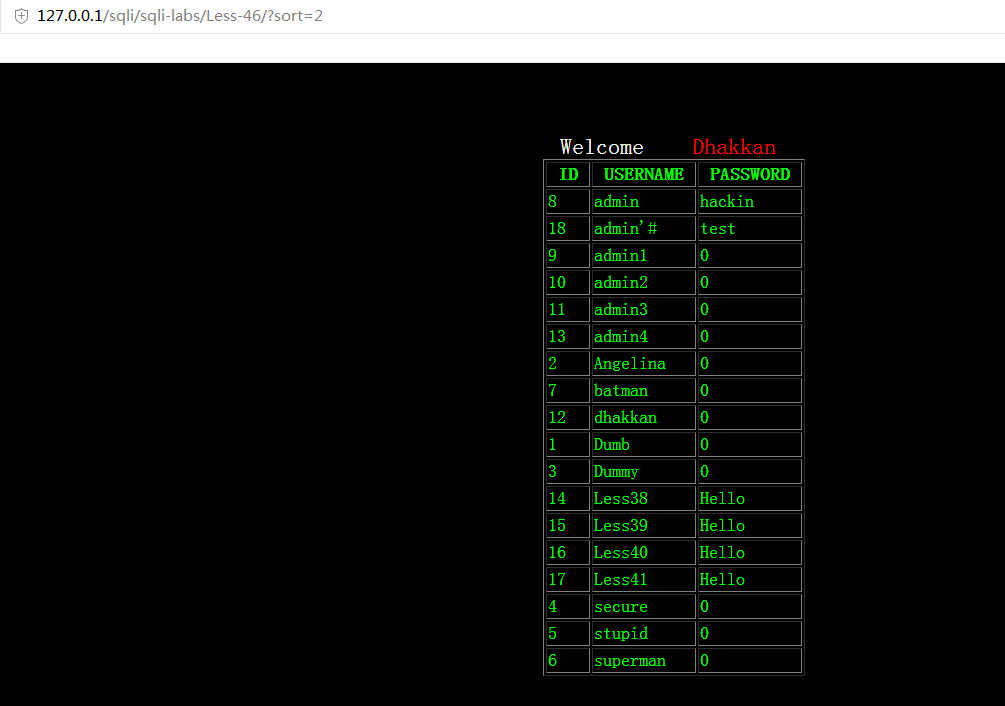 127.0.0.1/sqli/sqli-labs/Less-46/?sort=2
Welcome Dhakkan
ID USERNAME PASSWORD
8 admin hackin
18 admin'# test
9 admin1 0
10 admin2 0
11 admin3 0
13 admin4 0
2 Angelina 0
7 batman 0
12 dhakkan 0
1 Dumb 0
3 Dummy 0
14 Less38 Hello
15 Less39 Hello
16 Less40 Hello
17 Less41 Hello
4 secure 0
5 stupid 0
6 superman 0